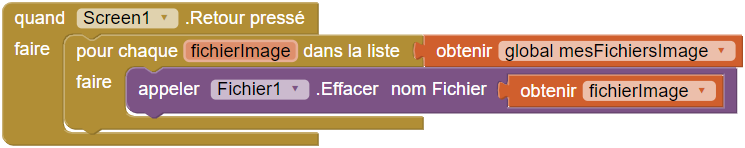 quand Screen1 .Retour pressé
faire pour chaque fichierImage dans la liste obtenir global mesFichiersImage
faire appeler Fichier1 .Effacer nom Fichier obtenir fichierImage